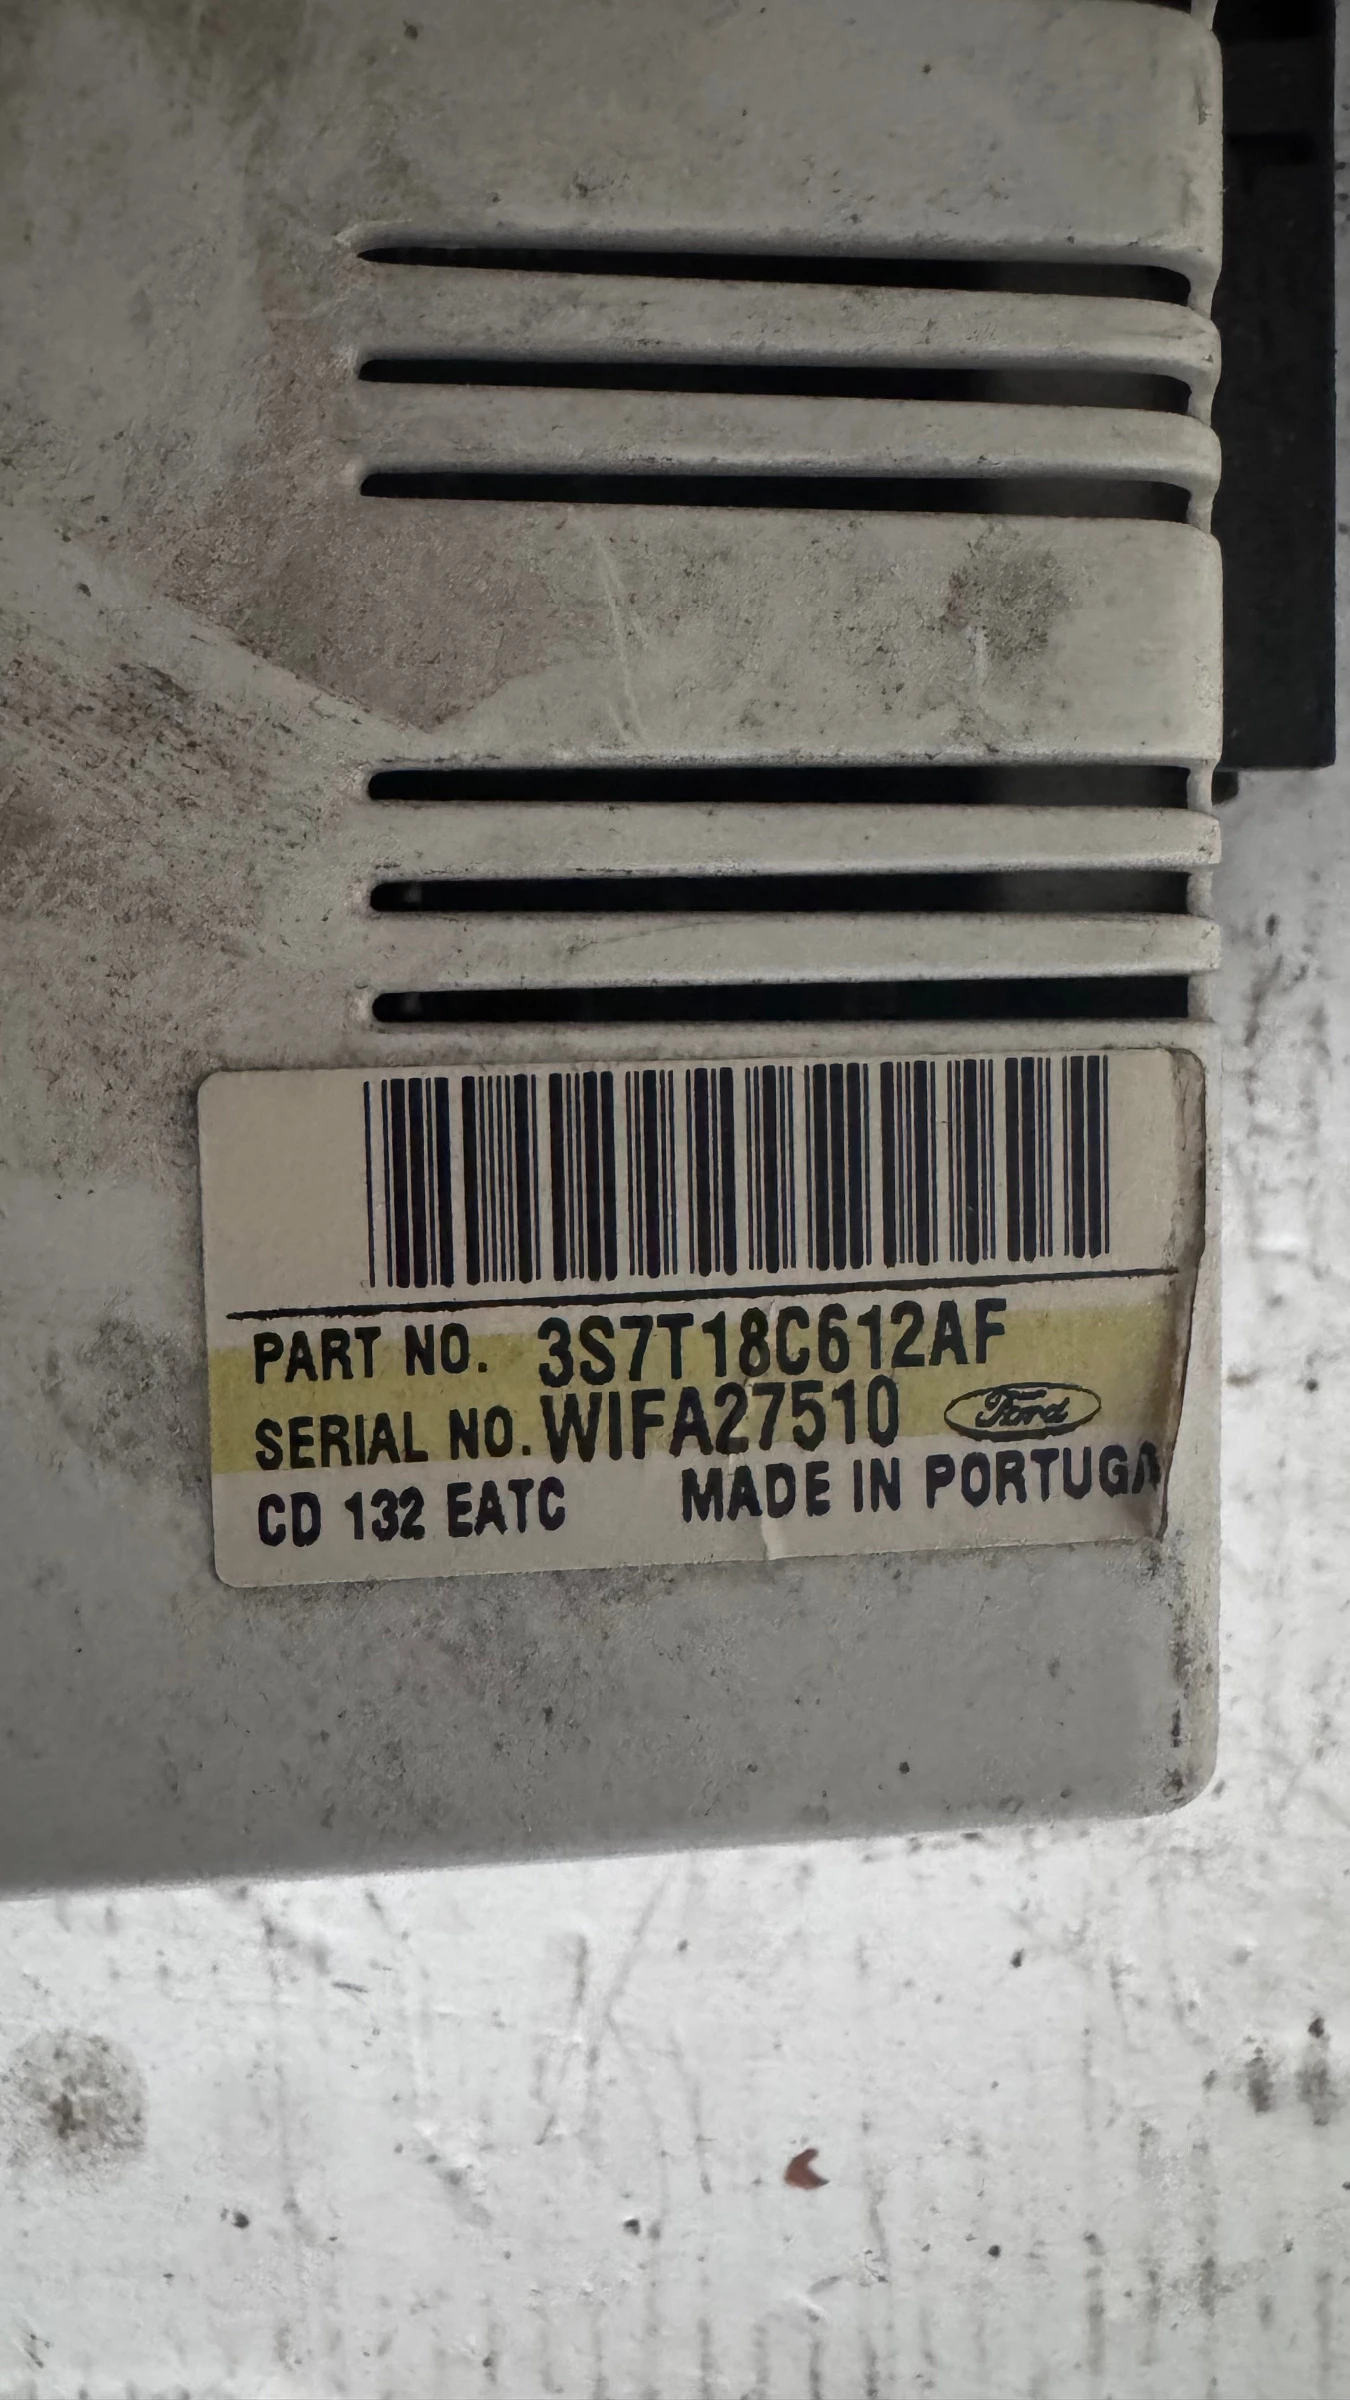 PART NO. 3S7T18C612AF
SERIAL NO. WIFA27510 Ford
CD 132 EATC MADE IN PORTUGA